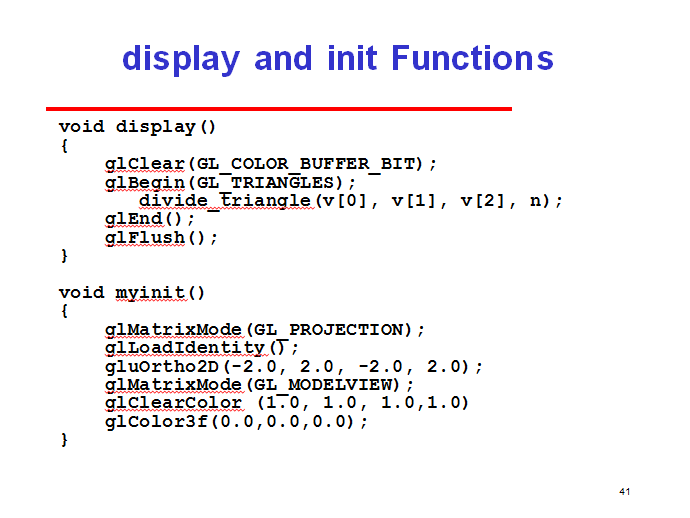 display and init Functions
void display()
{
    glClear(GL_COLOR_BUFFER_BIT);
    glBegin(GL_TRIANGLES);
       divide_triangle(v[0], v[1], v[2], n);
    glEnd();
    glFlush();
}
void myinit()
{
    glMatrixMode(GL_PROJECTION);
    glLoadIdentity();
    gluOrtho2D(-2.0, 2.0, -2.0, 2.0);
    glMatrixMode(GL_MODELVIEW);
    glClearColor (1.0, 1.0, 1.0,1.0)
    glColor3f(0.0,0.0,0.0);
}
41